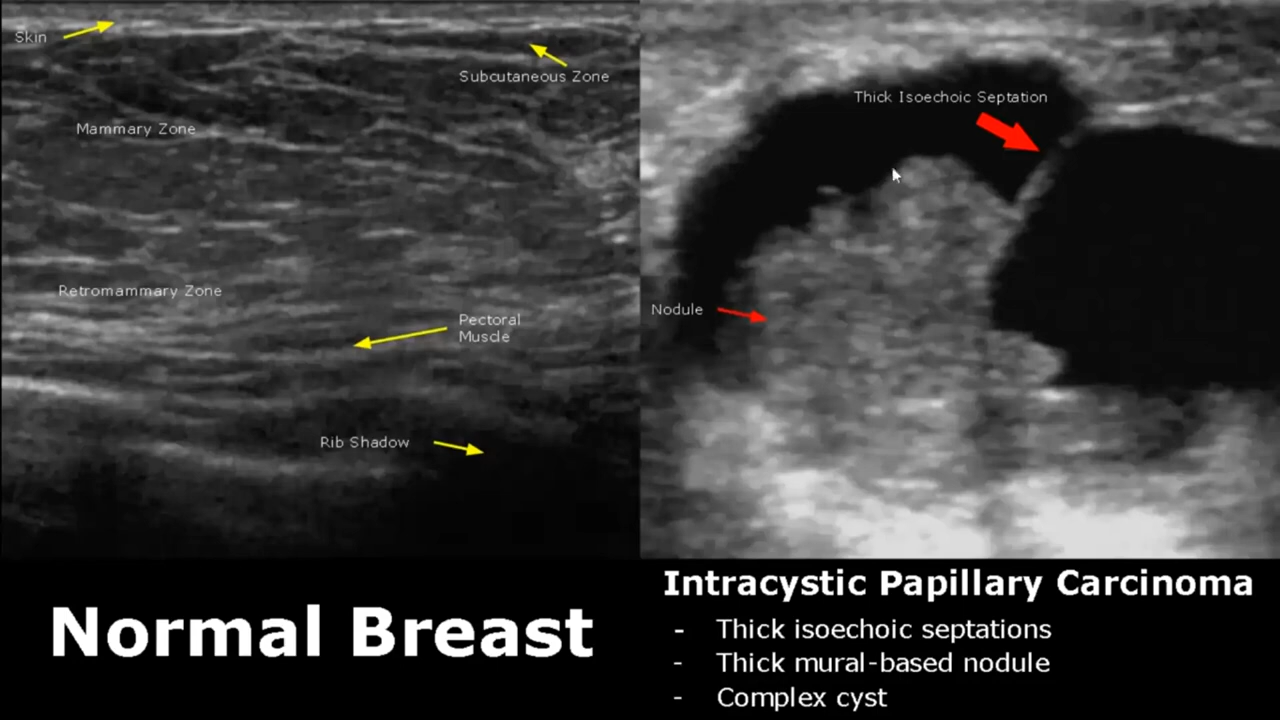 Skin
Subcutaneous Zone
Mammary Zone
Retromammary Zone
Pectoral
Muscle
Rib Shadow
Normal Breast
Thick Isoechoic Septation
Nodule
Intracystic Papillary Carcinoma
- Thick isoechoic septations
- Thick mural-based nodule
- Complex cyst